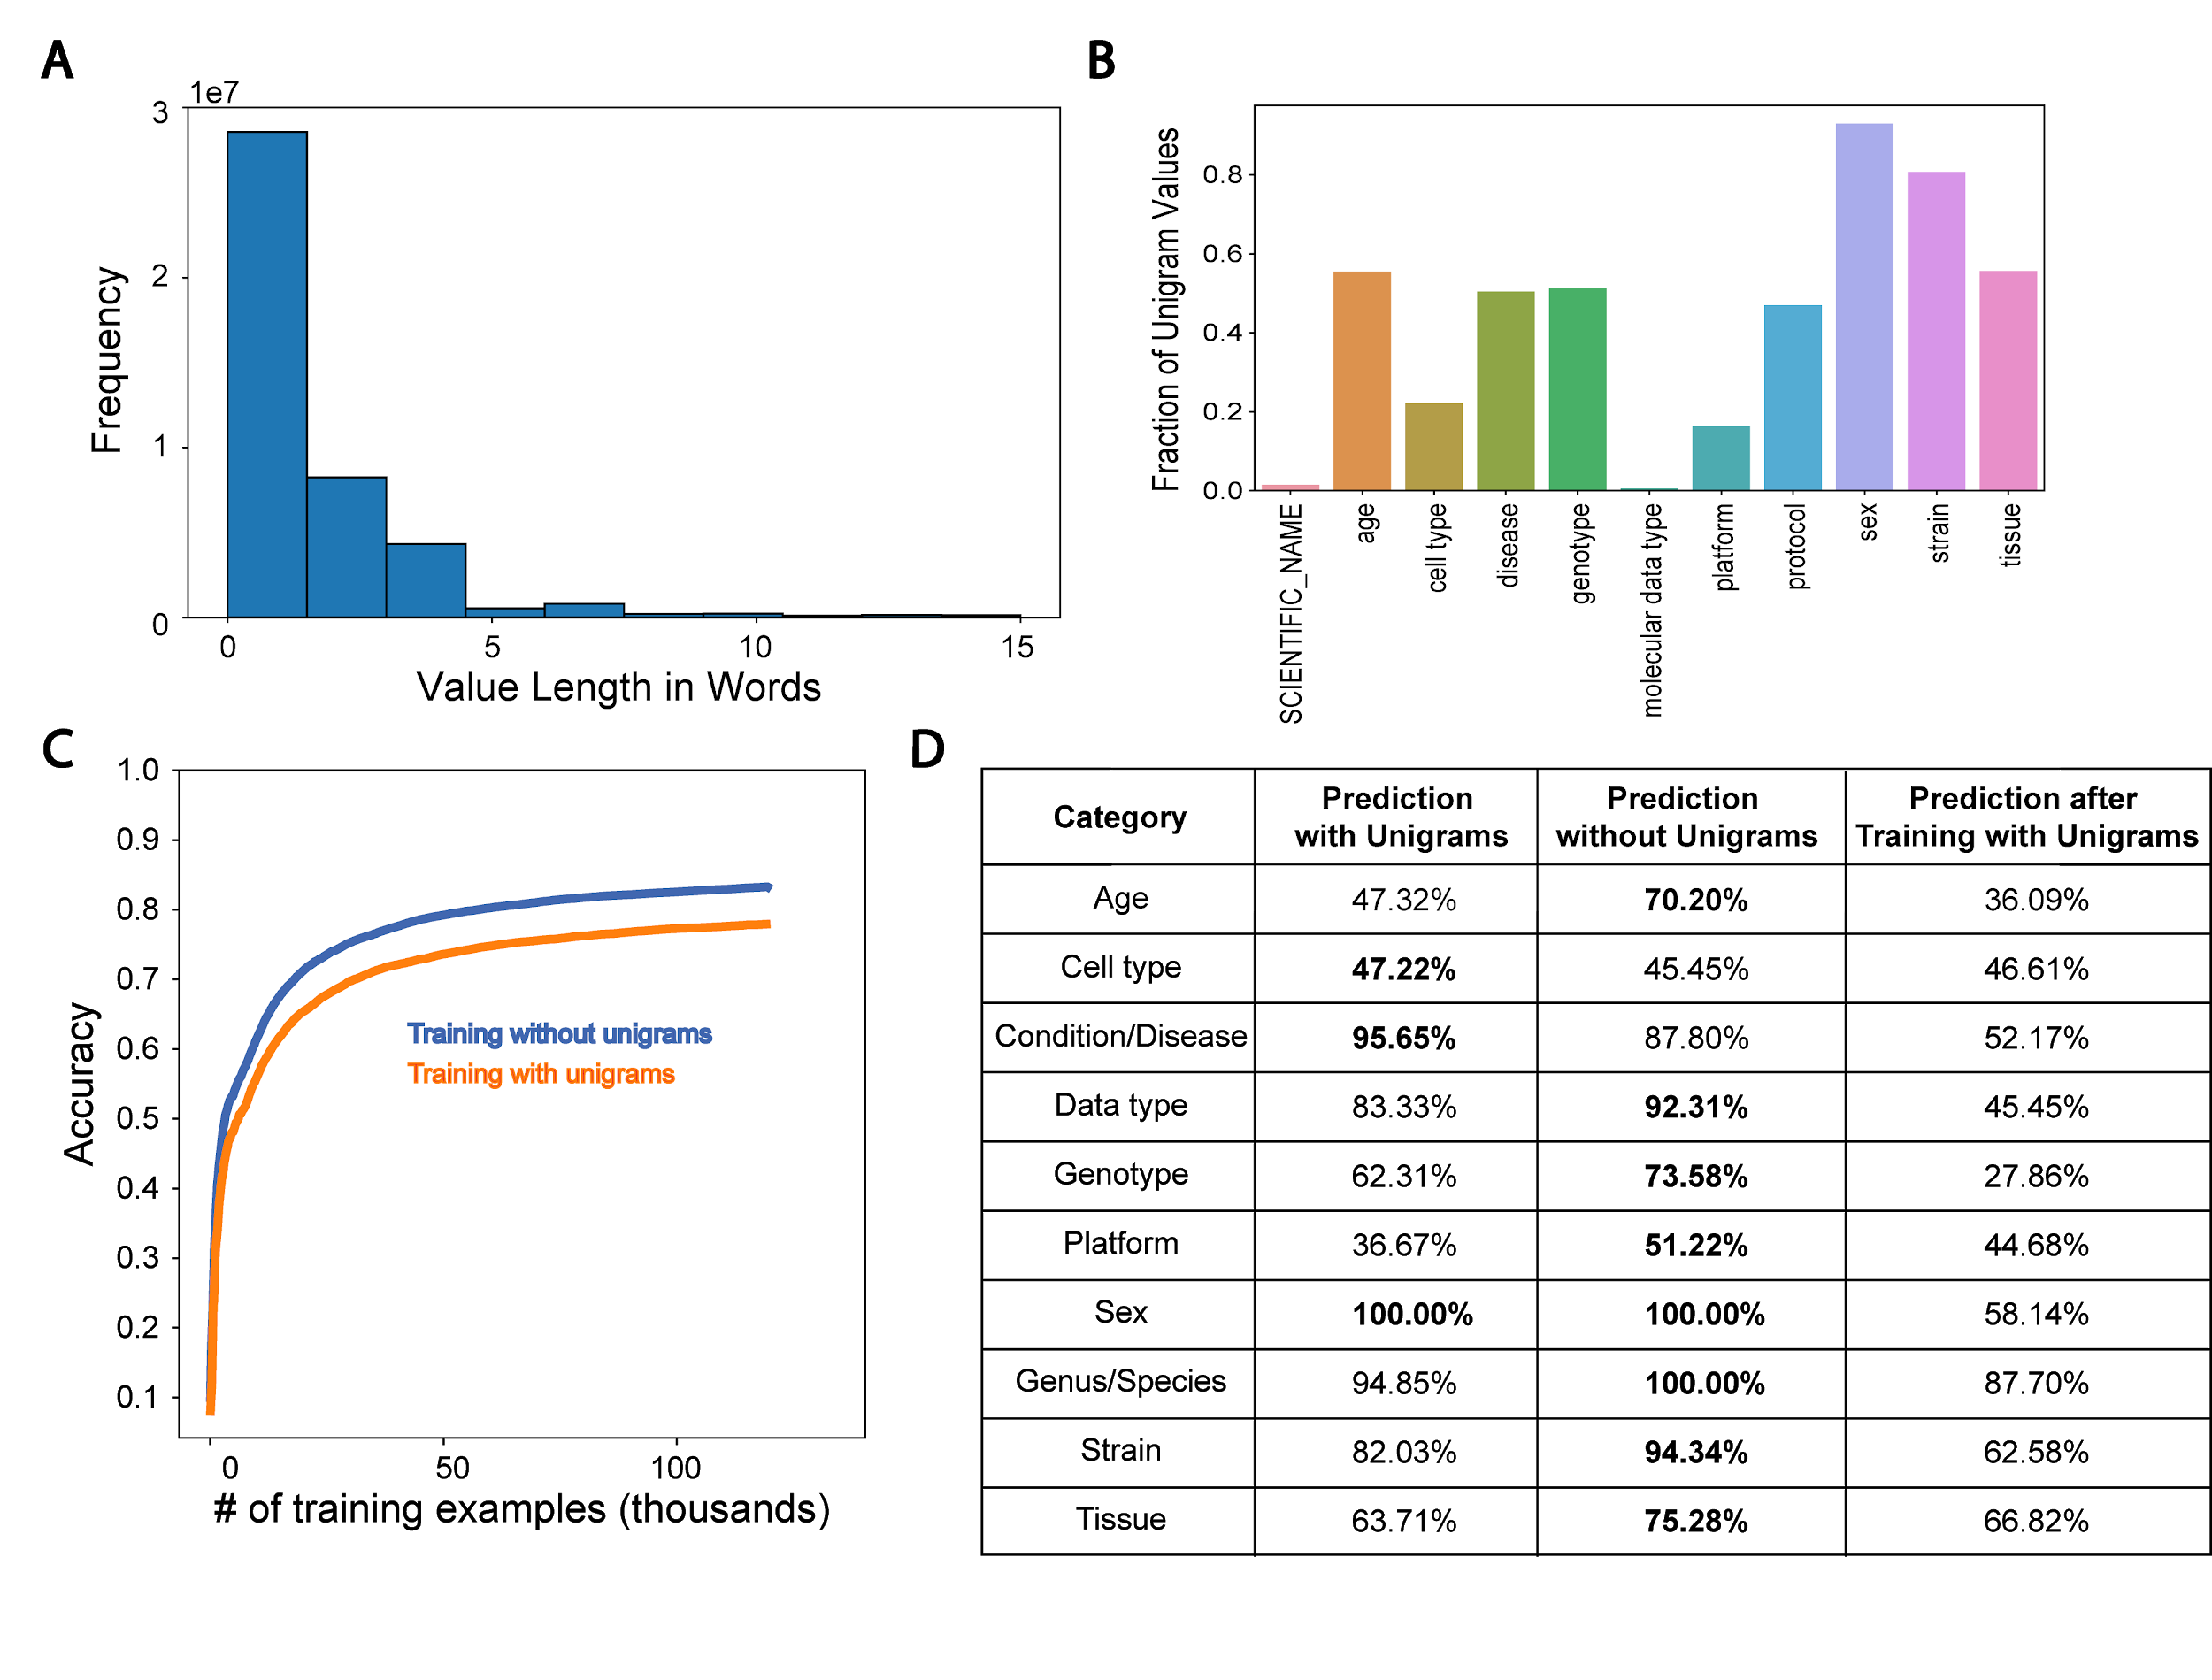 A
1e7
3
2
1
0
Frequency
0
5
10
15
Value Length in Words
B
Fraction of Unigram Values
0.8
0.6
0.4
0.2
0.0
SCIENTIFIC_NAME
age
cell type
disease
genotype
molecular data type
platform
protocol
sex
strain
tissue
C
1.0
0.9
0.8
0.7
0.6
0.5
0.4
0.3
0.2
0.1
Accuracy
Training without unigrams
Training with unigrams
0
50
100
# of training examples (thousands)
D
Category
Prediction
with Unigrams
Prediction
without Unigrams
Prediction after
Training with Unigrams
Age 47.32% 70.20% 36.09%
Cell type 47.22% 45.45% 46.61%
Condition/Disease 95.65% 87.80% 52.17%
Data type 83.33% 92.31% 45.45%
Genotype 62.31% 73.58% 27.86%
Platform 36.67% 51.22% 44.68%
Sex 100.00% 100.00% 58.14%
Genus/Species 94.85% 100.00% 87.70%
Strain 82.03% 94.34% 62.58%
Tissue 63.71% 75.28% 66.82%